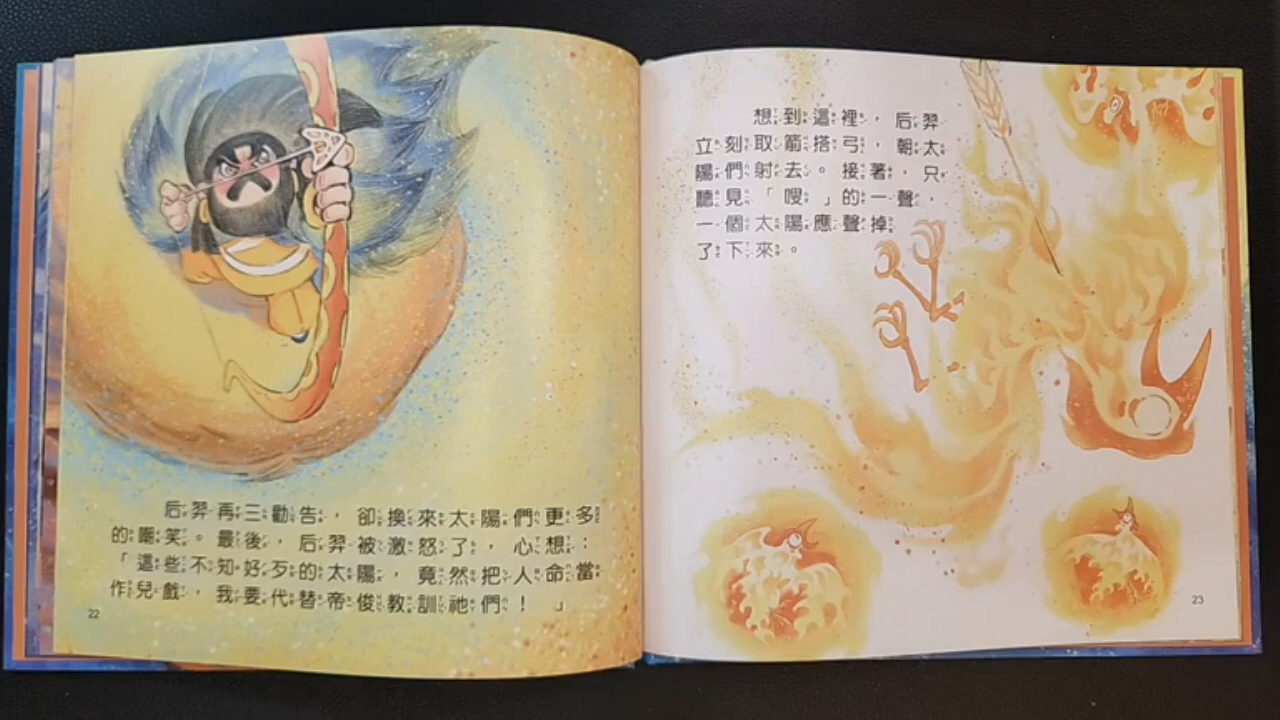 后羿再三勸告，卻換來太陽們更多
的嘲笑。最後，后羿被激怒了，心想：
「這些不知好歹的太陽，竟然把人命當
作兒戲，我要代替帝俊教訓祂們！」
22
想到這裡，后羿
立刻取箭搭弓，朝太
陽們射去。接著，只
聽見「嗖」的一聲，
一個太陽應聲掉
了下來。
23